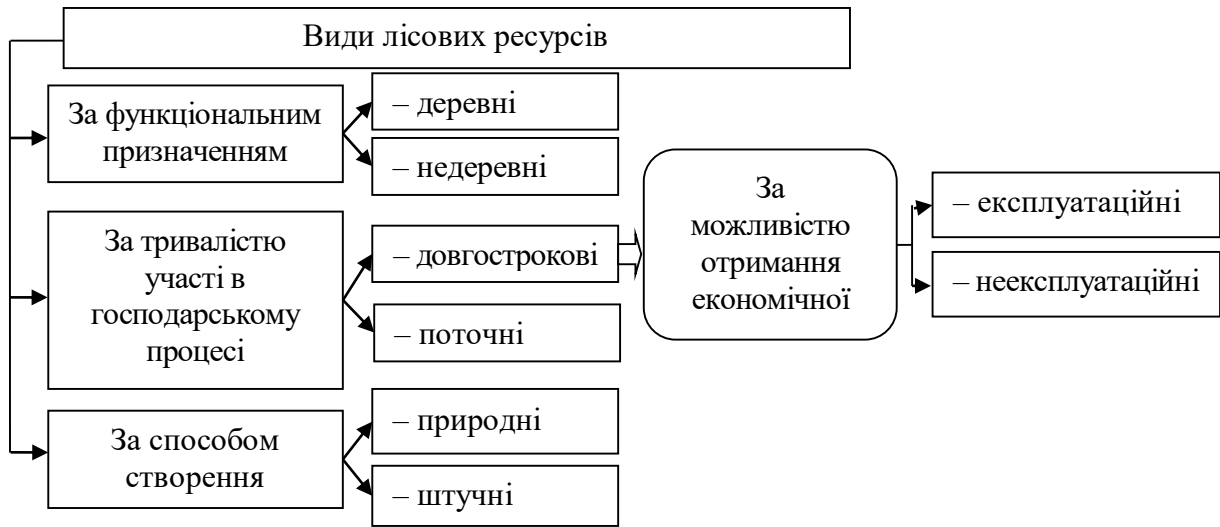 Види лісових ресурсів
За функціональним
призначенням
– деревні
– недеревні
За тривалістю
участі в
господарському
процесі
– довгострокові
– поточні
За
можливістю
отримання
економічної
– експлуатаційні
– неексплуатаційні
За способом
створення
– природні
– штучні